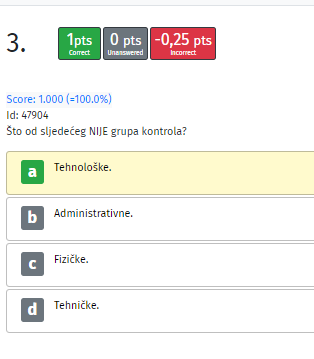 3.
1pts
Correct
0 pts
Unanswered
-0,25 pts
Incorrect
Score: 1.000 (=100.0%)
Id: 47904
Što od sljedećeg NIJE grupa kontrola?
a Tehnološke.
b Administrativne.
c Fizičke.
d Tehničke.